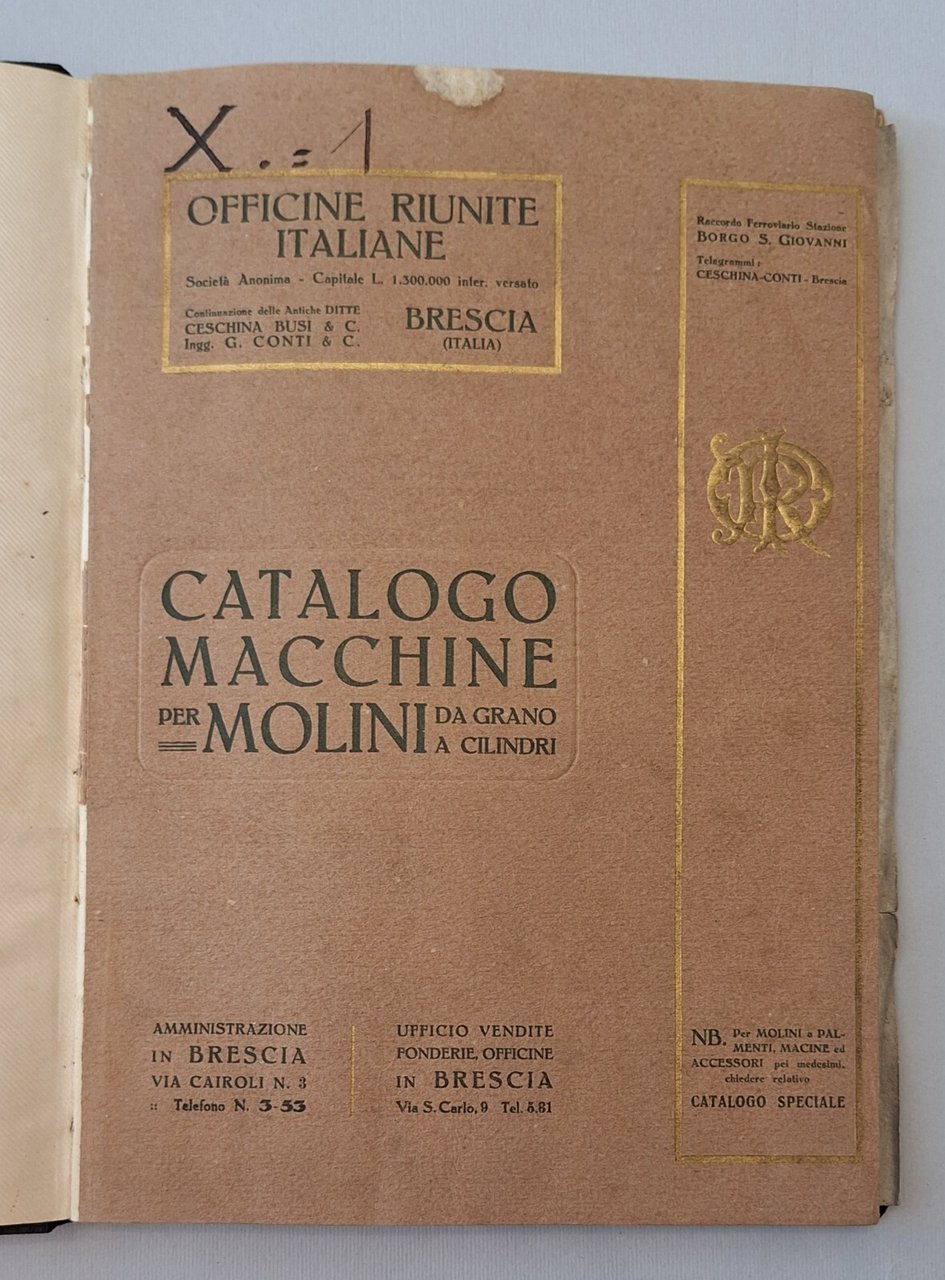 X . = 1
OFFICINE RIUNITE
ITALIANE
Società Anonima - Capitale L. 1.300.000 inter. versato
Continuazione delle Antiche DITTE
CESCHINA BUSI & C.
Ingg. G. CONTI & C.
BRESCIA
(ITALIA)
Raccordo Ferroviario Stazione
BORGO S. GIOVANNI
Telegrammi:
CESCHINA-CONTI - Brescia
OIR
CATALOGO
MACCHINE
PER MOLINI DA GRANO
A CILINDRI
AMMINISTRAZIONE
IN BRESCIA
VIA CAIROLI N. 3
:: Telefono N. 3-53
UFFICIO VENDITE
FONDERIE, OFFICINE
IN BRESCIA
Via S. Carlo, 9 Tel. 5.81
NB. Per MOLINI a PAL-
MENTI, MACINE ed
ACCESSORI pei medesimi,
chiedere relativo
CATALOGO SPECIALE